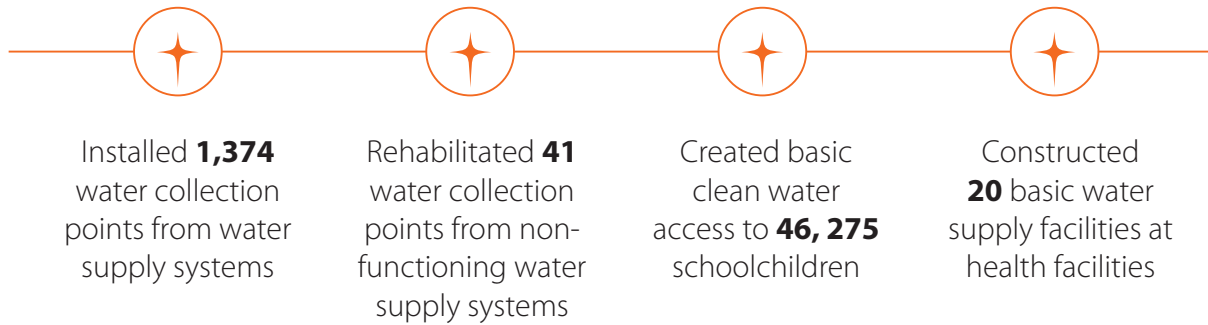 Installed 1,374
water collection
points from water
supply systems
Rehabilitated 41
water collection
points from non-
functioning water
supply systems
Created basic
clean water
access to 46, 275
schoolchildren
Constructed
20 basic water
supply facilities at
health facilities